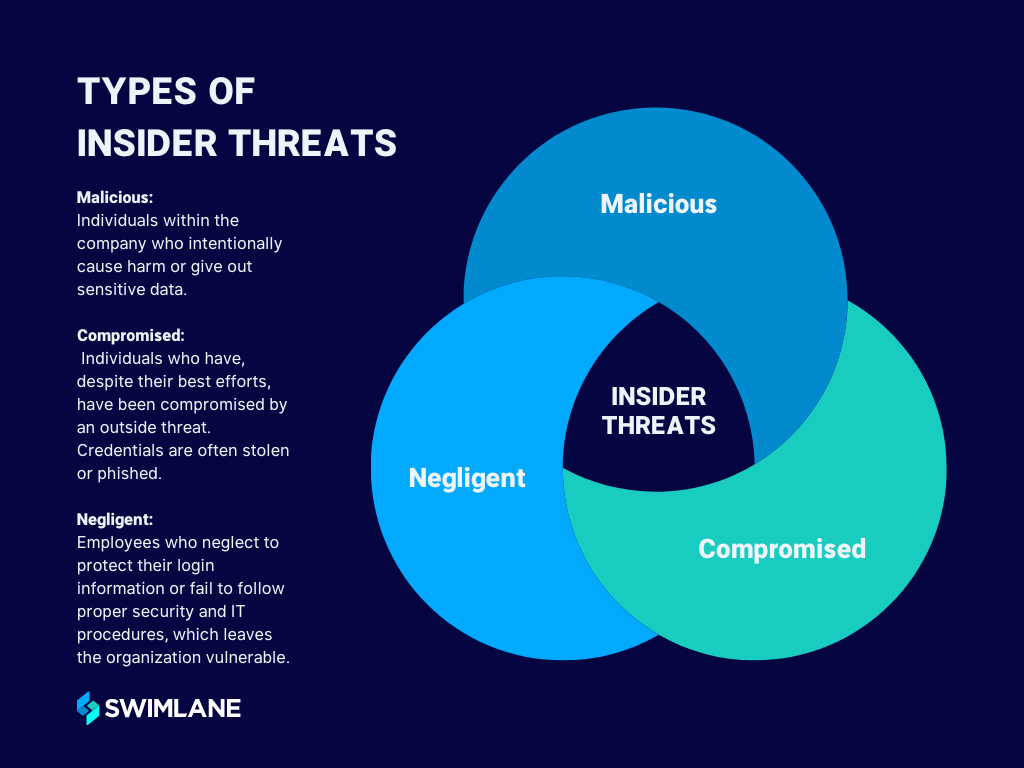 TYPES OF
INSIDER THREATS
Malicious:
Individuals within the
company who intentionally
cause harm or give out
sensitive data.
Compromised:
Individuals who have,
despite their best efforts,
have been compromised by
an outside threat.
Credentials are often stolen
or phished.
Negligent:
Employees who neglect to
protect their login
information or fail to follow
proper security and IT
procedures, which leaves
the organization vulnerable.
SWIMLANE
Malicious
INSIDER
THREATS
Negligent
Compromised